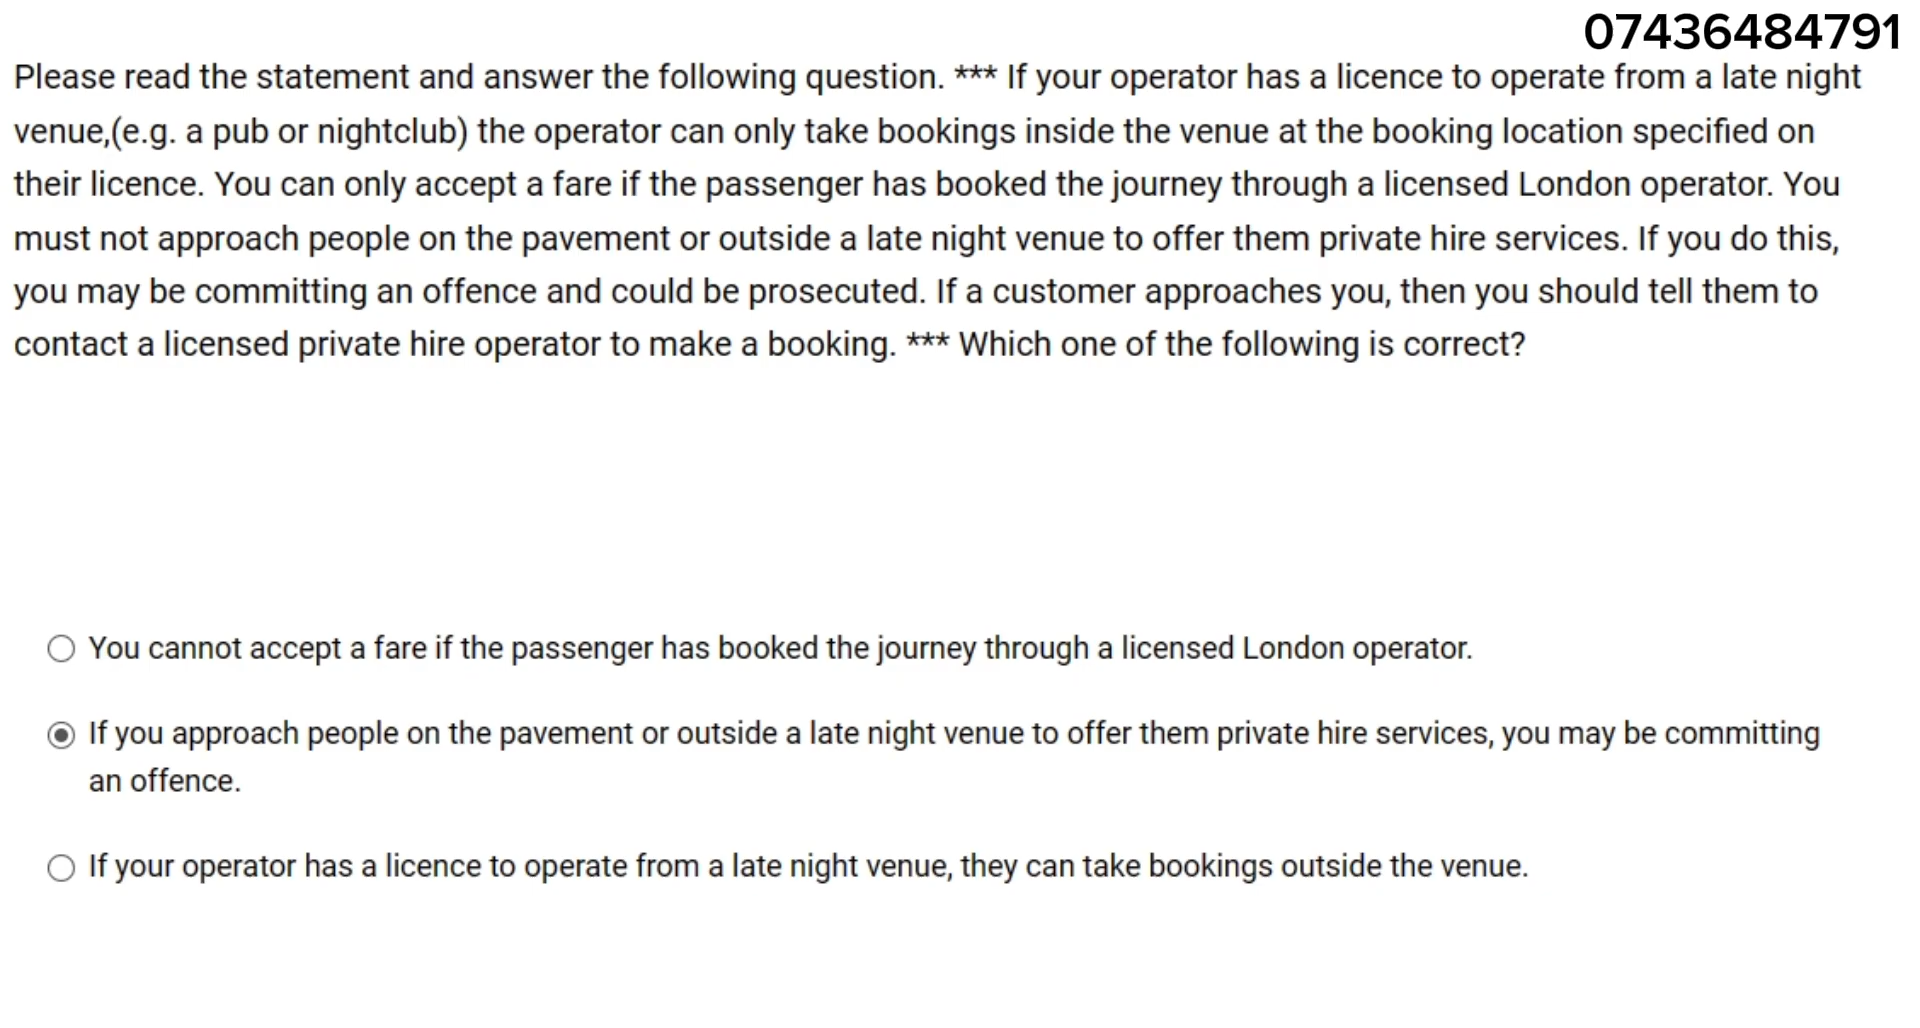 07436484791
Please read the statement and answer the following question. *** If your operator has a licence to operate from a late night
venue,(e.g. a pub or nightclub) the operator can only take bookings inside the venue at the booking location specified on
their licence. You can only accept a fare if the passenger has booked the journey through a licensed London operator. You
must not approach people on the pavement or outside a late night venue to offer them private hire services. If you do this,
you may be committing an offence and could be prosecuted. If a customer approaches you, then you should tell them to
contact a licensed private hire operator to make a booking. *** Which one of the following is correct?
You cannot accept a fare if the passenger has booked the journey through a licensed London operator.
If you approach people on the pavement or outside a late night venue to offer them private hire services, you may be committing
an offence.
If your operator has a licence to operate from a late night venue, they can take bookings outside the venue.